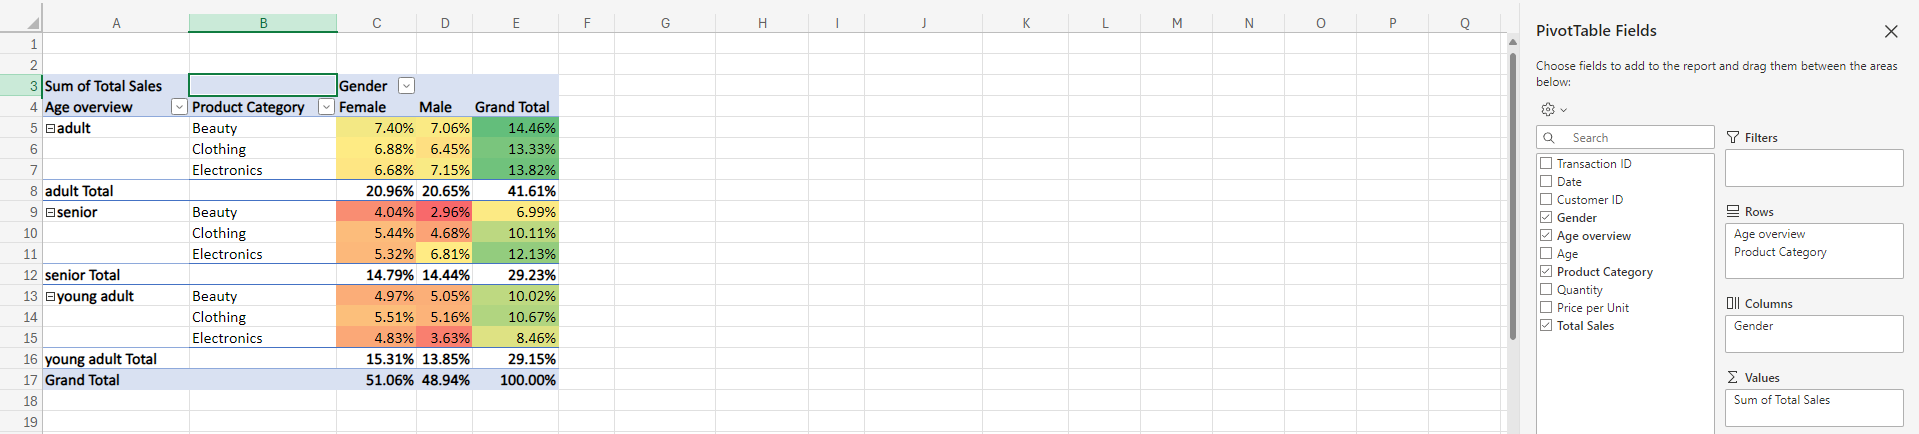 A B C D E F G H I J K L M N O P Q
1
2
3 Sum of Total Sales Gender
4 Age overview Product Category Female Male Grand Total
5 adult Beauty 7.40% 7.06% 14.46%
6 Clothing 6.88% 6.45% 13.33%
7 Electronics 6.68% 7.15% 13.82%
8 adult Total 20.96% 20.65% 41.61%
9 senior Beauty 4.04% 2.96% 6.99%
10 Clothing 5.44% 4.68% 10.11%
11 Electronics 5.32% 6.81% 12.13%
12 senior Total 14.79% 14.44% 29.23%
13 young adult Beauty 4.97% 5.05% 10.02%
14 Clothing 5.51% 5.16% 10.67%
15 Electronics 4.83% 3.63% 8.46%
16 young adult Total 15.31% 13.85% 29.15%
17 Grand Total 51.06% 48.94% 100.00%
18
19
PivotTable Fields
Choose fields to add to the report and drag them between the areas
below:
Search
Transaction ID
Date
Customer ID
Gender
Age overview
Age
Product Category
Quantity
Price per Unit
Total Sales
Filters
Rows
Age overview
Product Category
Columns
Gender
Values
Sum of Total Sales